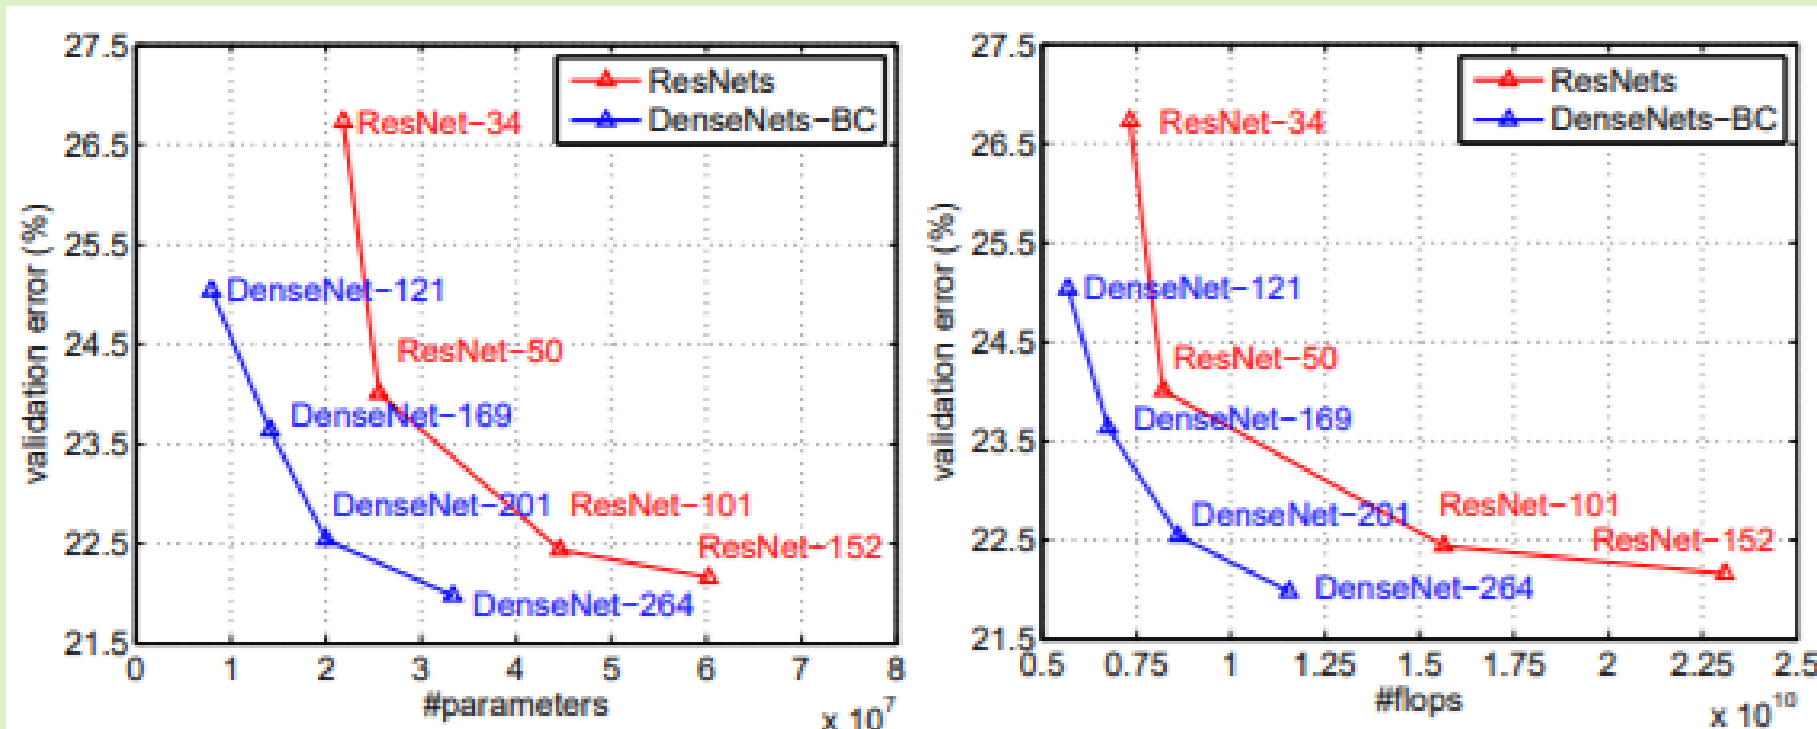 27.5
26.5
25.5
24.5
23.5
22.5
21.5
validation error (%)
ResNets
DenseNets-BC
ResNet-34
DenseNet-121
ResNet-50
DenseNet-169
DenseNet-201
ResNet-101
ResNet-152
DenseNet-264
0 1 2 3 4 5 6 7 8
#parameters
x 10^7
27.5
26.5
25.5
24.5
23.5
22.5
21.5
validation error (%)
ResNets
DenseNets-BC
ResNet-34
DenseNet-121
ResNet-50
DenseNet-169
DenseNet-201
ResNet-101
ResNet-152
DenseNet-264
0.5 0.75 1 1.25 1.5 1.75 2 2.25 2.5
#flops
x 10^10